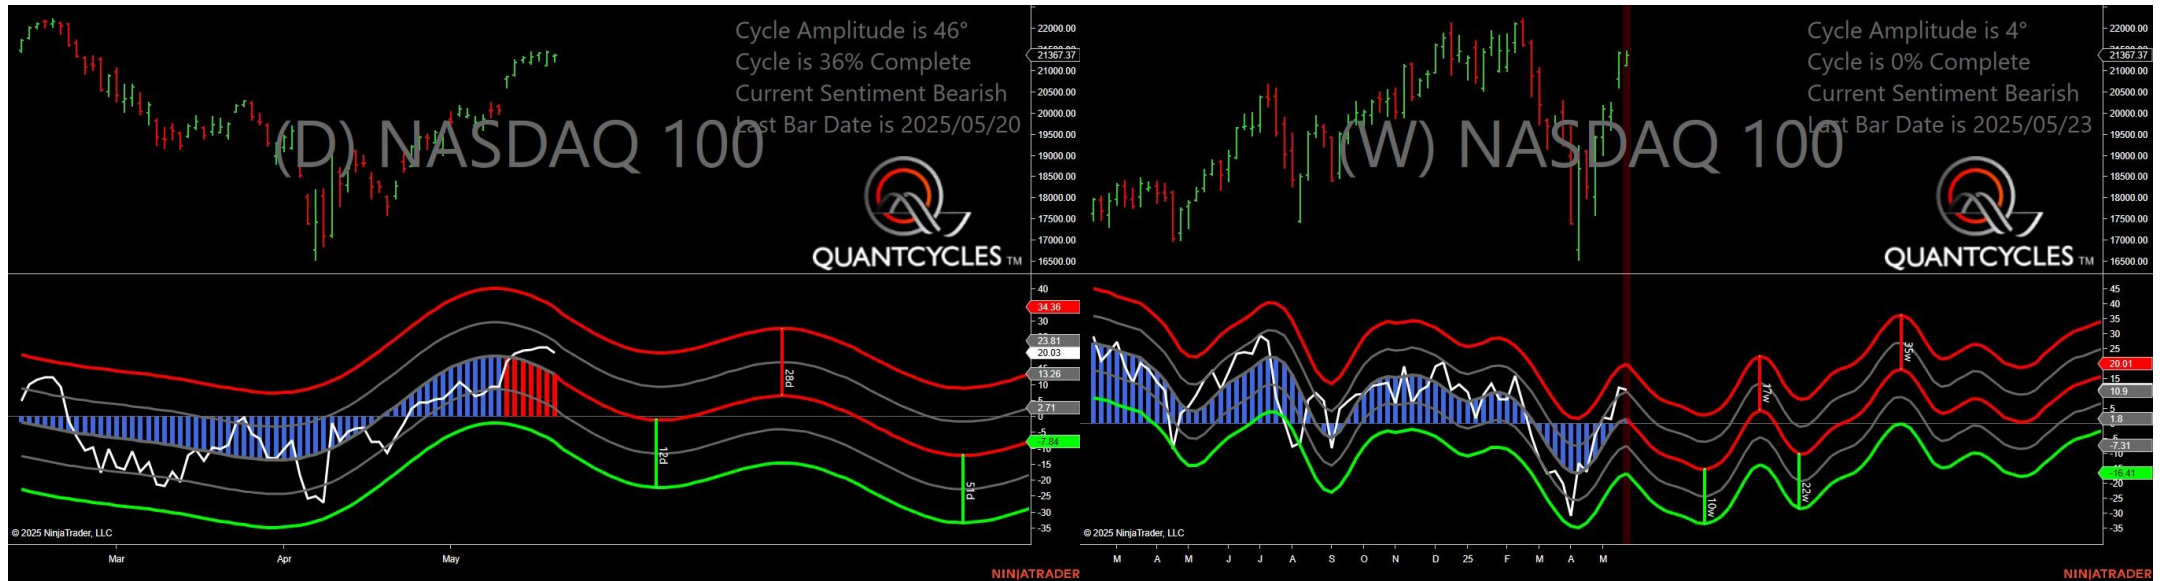 Cycle Amplitude is 46°
Cycle is 36% Complete
Current Sentiment Bearish
Last Bar Date is 2025/05/20
(D) NASDAQ 100
QUANTCYCLES TM
22000.00
21367.37
21000.00
20500.00
20000.00
19500.00
19000.00
18500.00
18000.00
17500.00
17000.00
16500.00
40
34.36
30
23.81
20.03
13.26
10
5
2.71
0
-5
-7.84
-10
-15
-20
-25
-30
-35
12d
28d
51d
© 2025 NinjaTrader, LLC
Mar
Apr
May
NINJATRADER
Cycle Amplitude is 4°
Cycle is 0% Complete
Current Sentiment Bearish
Last Bar Date is 2025/05/23
(W) NASDAQ 100
QUANTCYCLES TM
22000.00
21367.37
21000.00
20500.00
20000.00
19500.00
19000.00
18500.00
18000.00
17500.00
17000.00
16500.00
45
40
35
30
25
20.01
15
10.9
5
1.8
-5
-7.31
-10
-16.41
-20
-25
-30
-35
10w
17w
22w
35w
© 2025 NinjaTrader, LLC
M A M J J A S O N D 25 F M A M
NINJATRADER